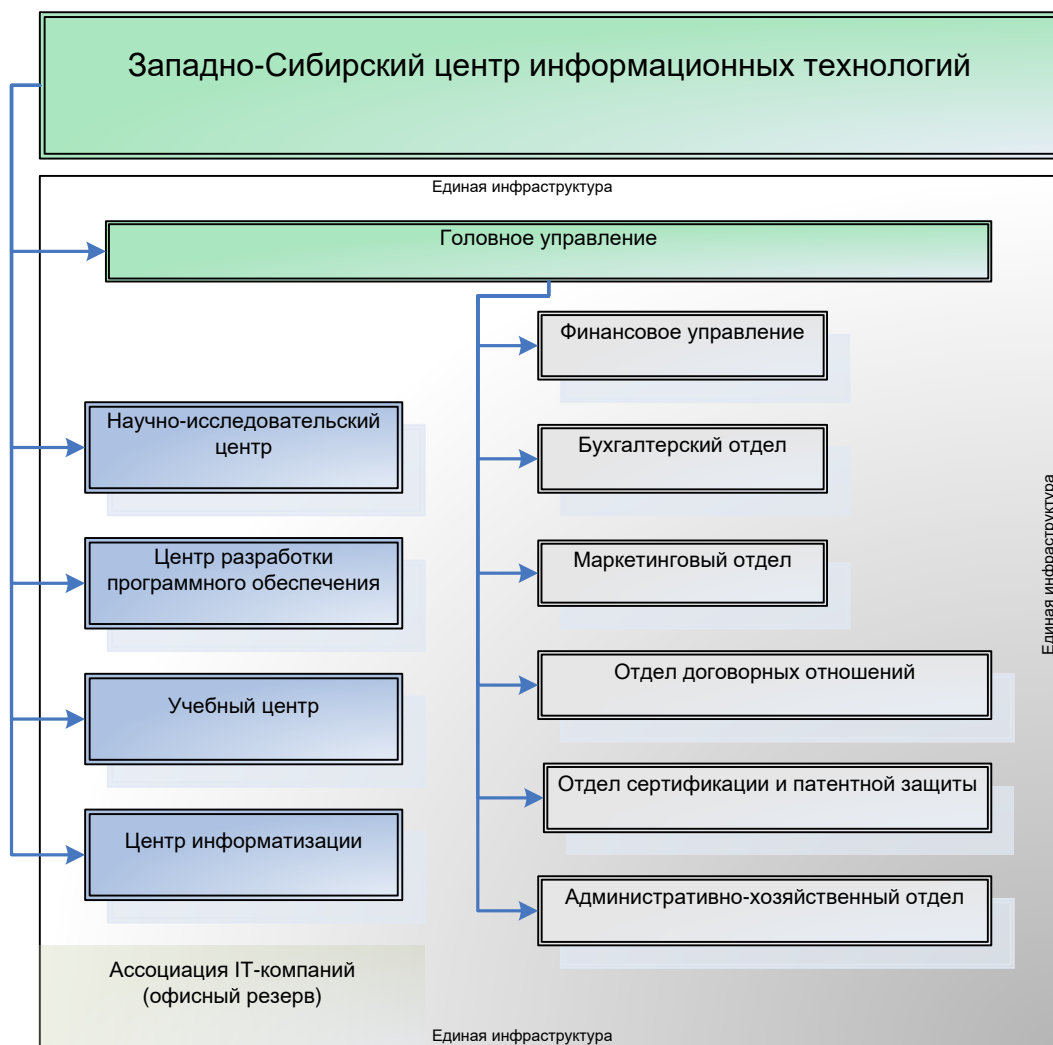 Западно-Сибирский центр информационных технологий
Единая инфраструктура
Головное управление
Финансовое управление
Научно-исследовательский
центр
Бухгалтерский отдел
Центр разработки
программного обеспечения
Маркетинговый отдел
Единая инфраструктура
Учебный центр
Отдел договорных отношений
Отдел сертификации и патентной защиты
Центр информатизации
Административно-хозяйственный отдел
Ассоциация IT-компаний
(офисный резерв)
Единая инфраструктура